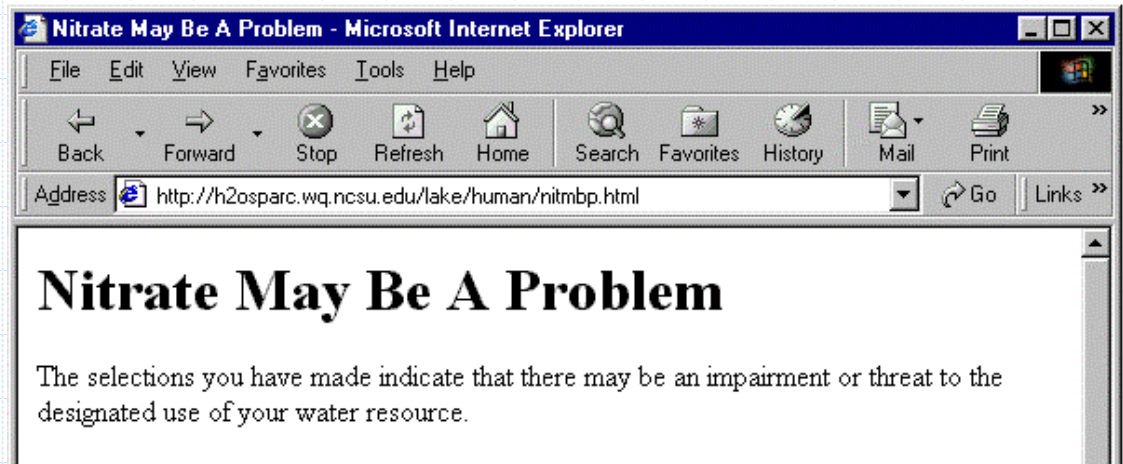 Nitrate May Be A Problem - Microsoft Internet Explorer
File Edit View Favorites Tools Help
Back Forward Stop Refresh Home Search Favorites History Mail Print »
Address http://h2osparc.wq.ncsu.edu/lake/human/nitmbp.html Go Links »
Nitrate May Be A Problem
The selections you have made indicate that there may be an impairment or threat to the
designated use of your water resource.